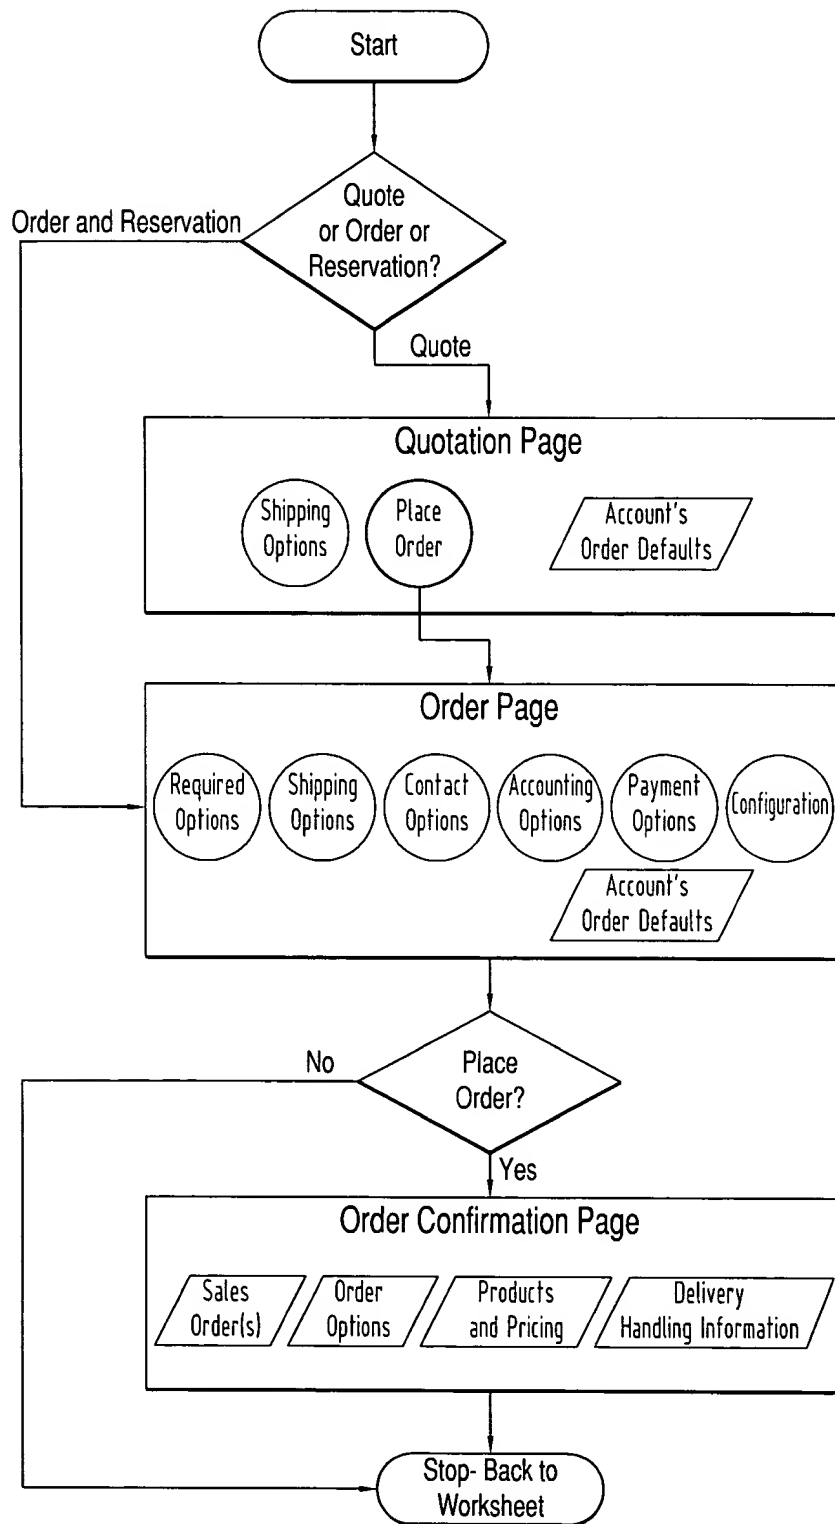 Start
Quote
or Order or
Reservation?
Order and Reservation
Quote
Quotation Page
Shipping
Options
Place
Order
Account's
Order Defaults
Order Page
Required
Options
Shipping
Options
Contact
Options
Accounting
Options
Payment
Options
Configuration
Account's
Order Defaults
Place
Order?
No
Yes
Order Confirmation Page
Sales
Order(s)
Order
Options
Products
and Pricing
Delivery
Handling Information
Stop- Back to
Worksheet